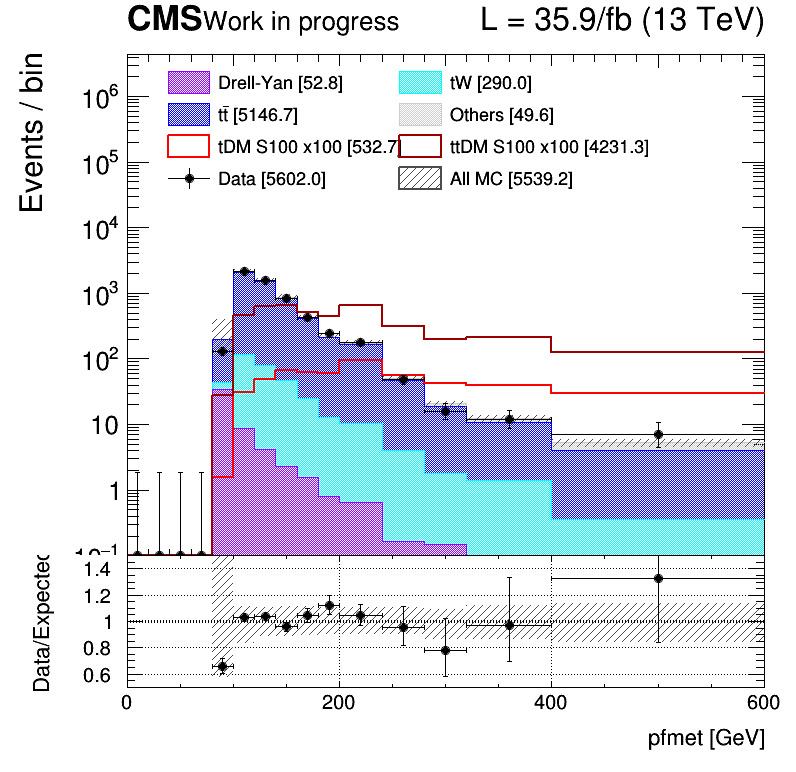 CMS Work in progress L = 35.9/fb (13 TeV)
Events / bin
Drell-Yan [52.8] tW [290.0]
tt̄ [5146.7] Others [49.6]
tDM S100 x100 [532.7] ttDM S100 x100 [4231.3]
Data [5602.0] All MC [5539.2]
10⁶
10⁵
10⁴
10³
10²
10
1
10⁻¹
Data/Expected
1.4
1.2
1
0.8
0.6
0 200 400 600
pfmet [GeV]